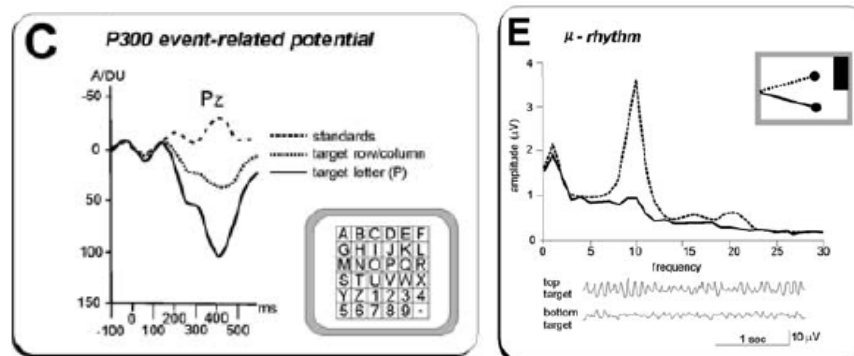 C
P300 event-related potential
A/DU
-50
0
50
100
150
-100
0
100
200
300
400
500
ms
Pz
standards
target row/column
target letter (P)
A B C D E F
G H I J K L
M N O P Q R
S T U V W X
Y Z 1 2 3 4
5 6 7 8 9 -
E
μ - rhythm
amplitude μV
4
3
2
1
0
0 5 10 15 20 25 30
frequency
top
target
bottom
target
1 sec
10 μV